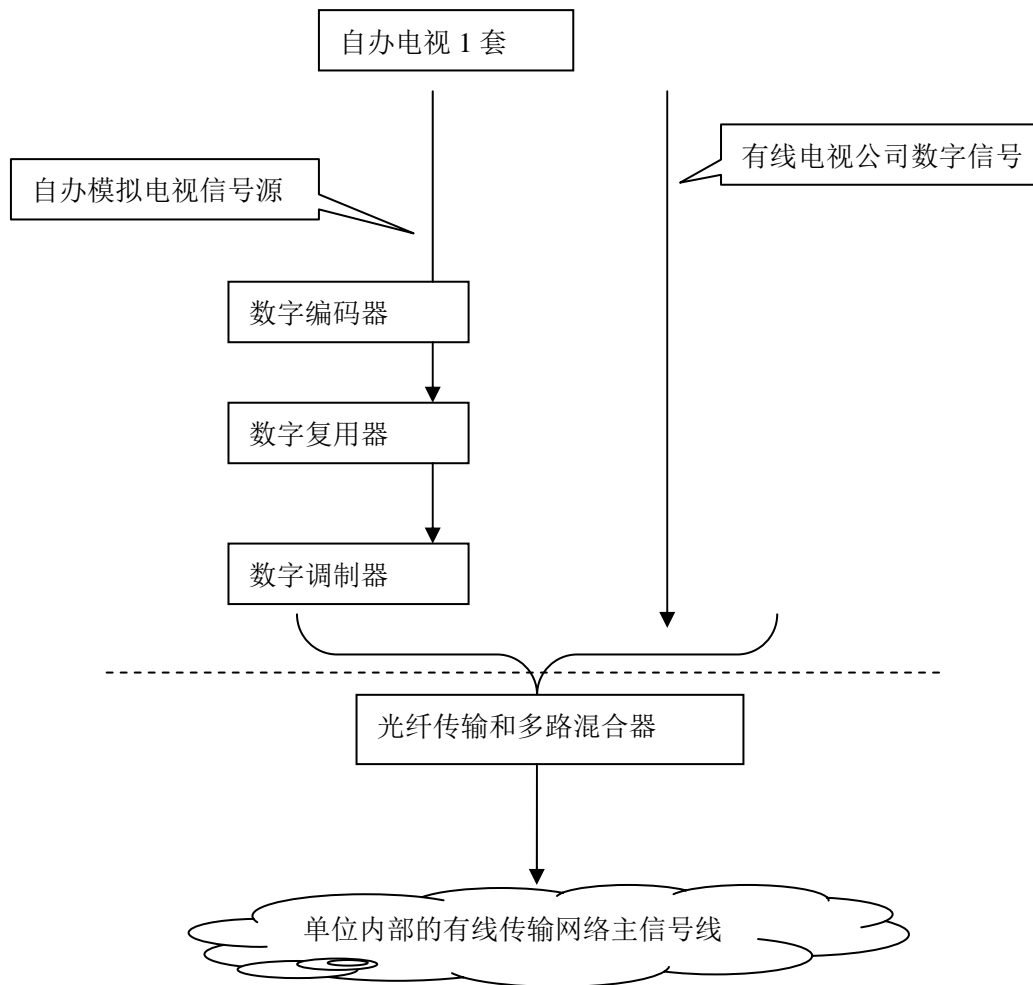 自办电视 1 套
有线电视公司数字信号
自办模拟电视信号源
数字编码器
数字复用器
数字调制器
光纤传输和多路混合器
单位内部的有线传输网络主信号线